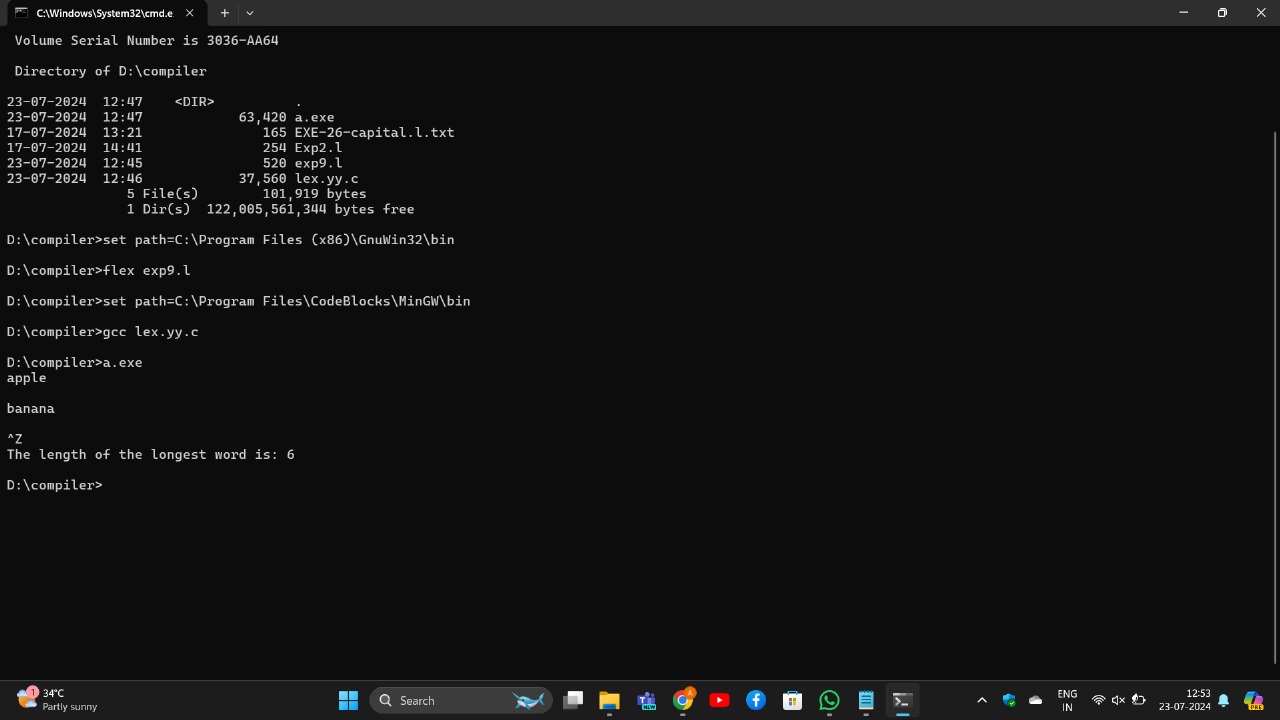 C:\Windows\System32\cmd.e
Volume Serial Number is 3036-AA64
Directory of D:\compiler
23-07-2024  12:47    <DIR>          .
23-07-2024  12:47            63,420 a.exe
17-07-2024  13:21               165 EXE-26-capital.l.txt
17-07-2024  14:41               254 Exp2.l
23-07-2024  12:45               520 exp9.l
23-07-2024  12:46            37,560 lex.yy.c
5 File(s)        101,919 bytes
1 Dir(s)  122,005,561,344 bytes free
D:\compiler>set path=C:\Program Files (x86)\GnuWin32\bin
D:\compiler>flex exp9.l
D:\compiler>set path=C:\Program Files\CodeBlocks\MinGW\bin
D:\compiler>gcc lex.yy.c
D:\compiler>a.exe
apple
banana
^Z
The length of the longest word is: 6
D:\compiler>
1
34°C
Partly sunny
Search
NEW
A
ENG
IN
12:53
23-07-2024
PRE